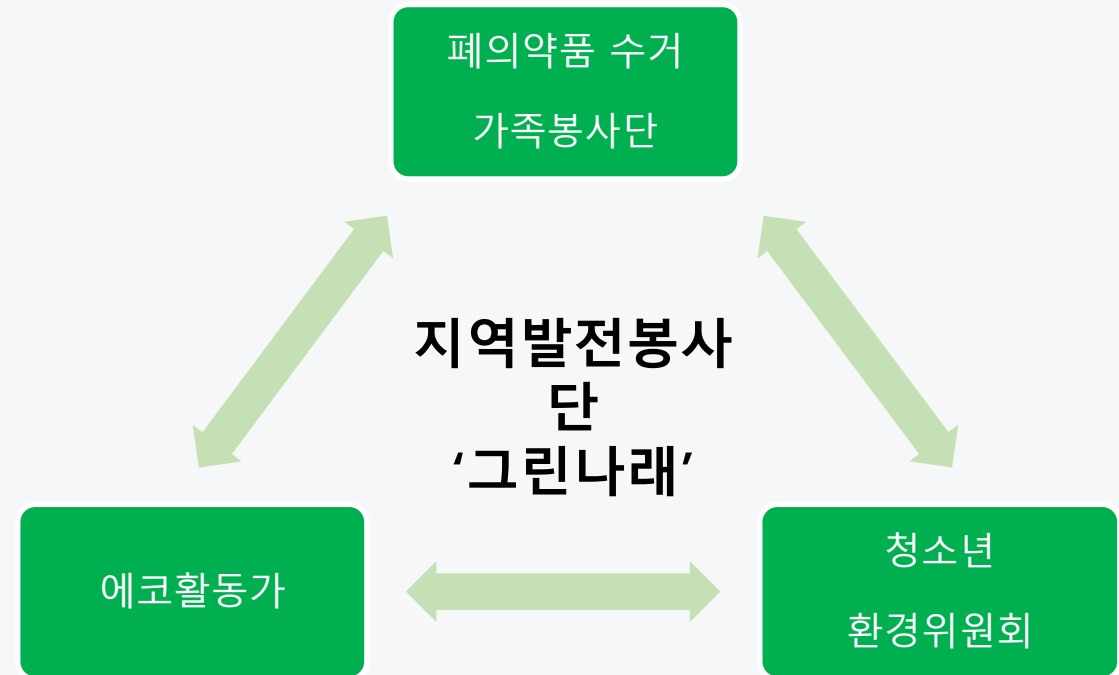 폐의약품 수거
가족봉사단
지역발전봉사
단
‘그린나래’
에코활동가
청소년
환경위원회